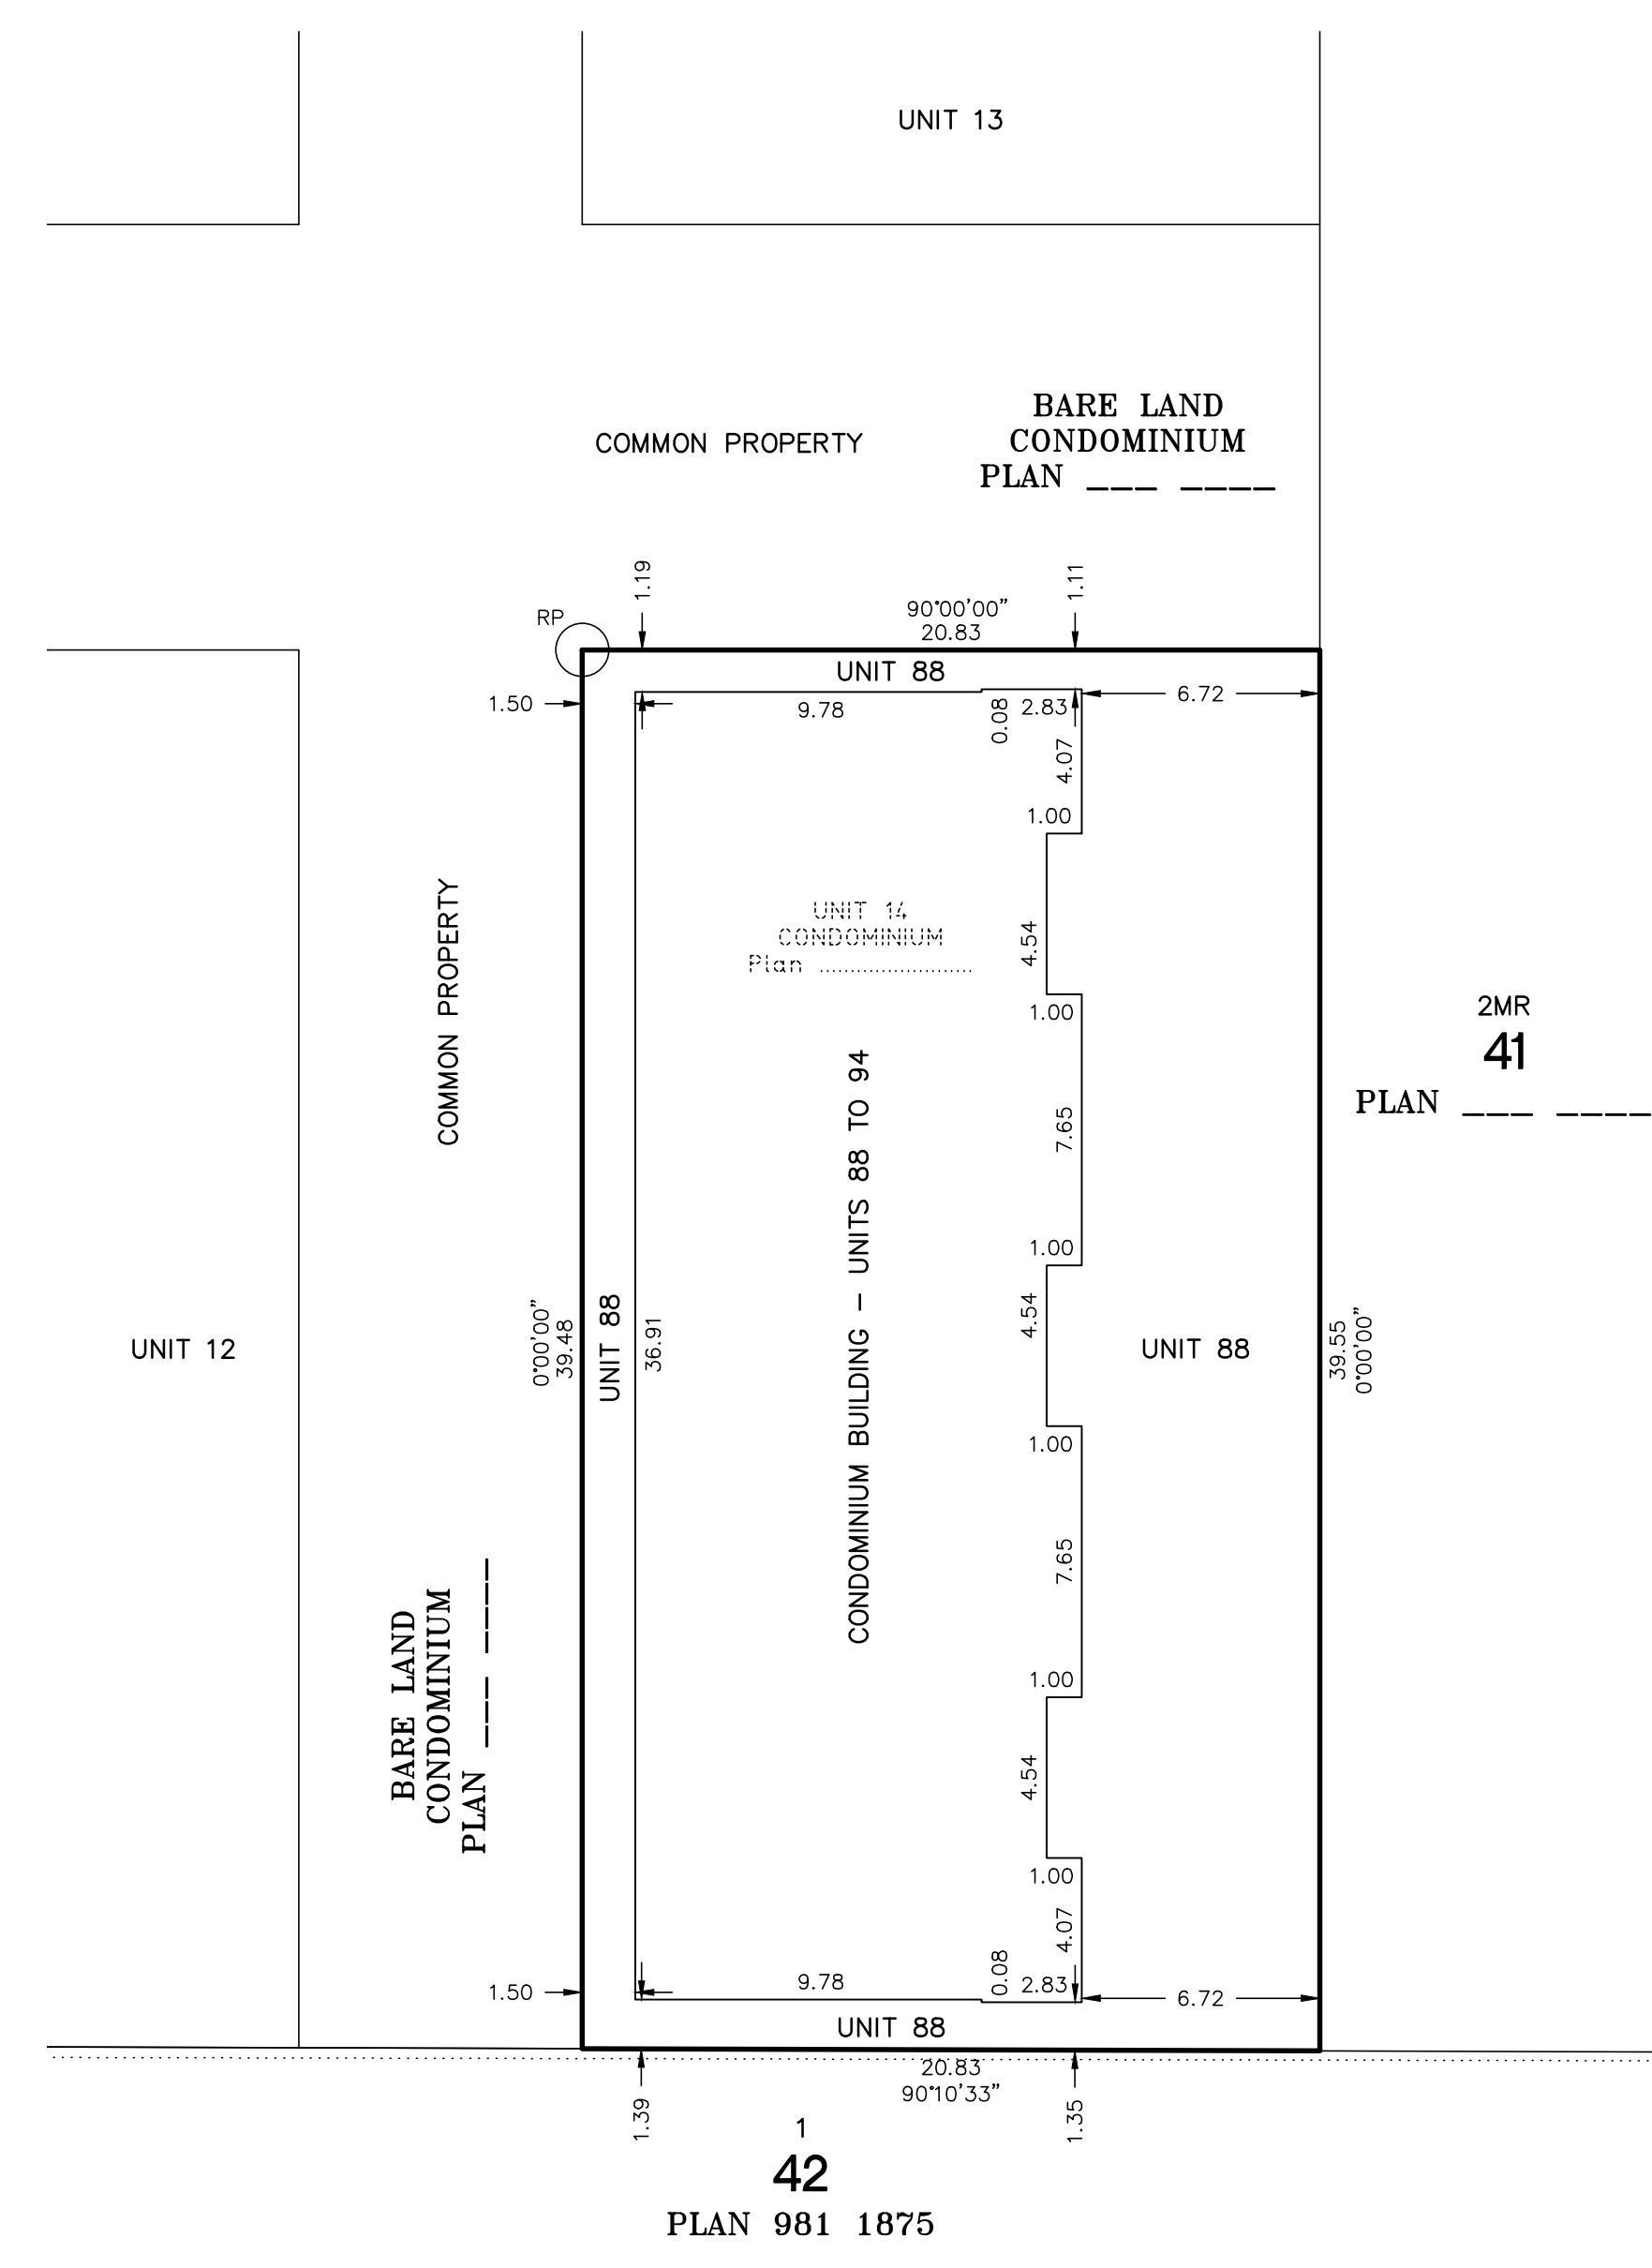 UNIT 13
BARE LAND
CONDOMINIUM
PLAN ___ ____
COMMON PROPERTY
1.19
1.11
RP
90°00'00"
20.83
UNIT 88
1.50
9.78
0.08
2.83
6.72
4.07
1.00
UNIT 14
CONDOMINIUM
Plan ........................
4.54
1.00
COMMON PROPERTY
2MR
41
PLAN ___ ____
CONDOMINIUM BUILDING – UNITS 88 TO 94
7.65
1.00
4.54
UNIT 12
0°00'00"
39.48
UNIT 88
36.91
UNIT 88
39.55
0°00'00"
1.00
7.65
BARE LAND
CONDOMINIUM
PLAN ___ ____
1.00
4.54
1.00
4.07
1.50
9.78
0.08
2.83
6.72
UNIT 88
20.83
90°10'33"
1.39
1.35
1
42
PLAN 981 1875